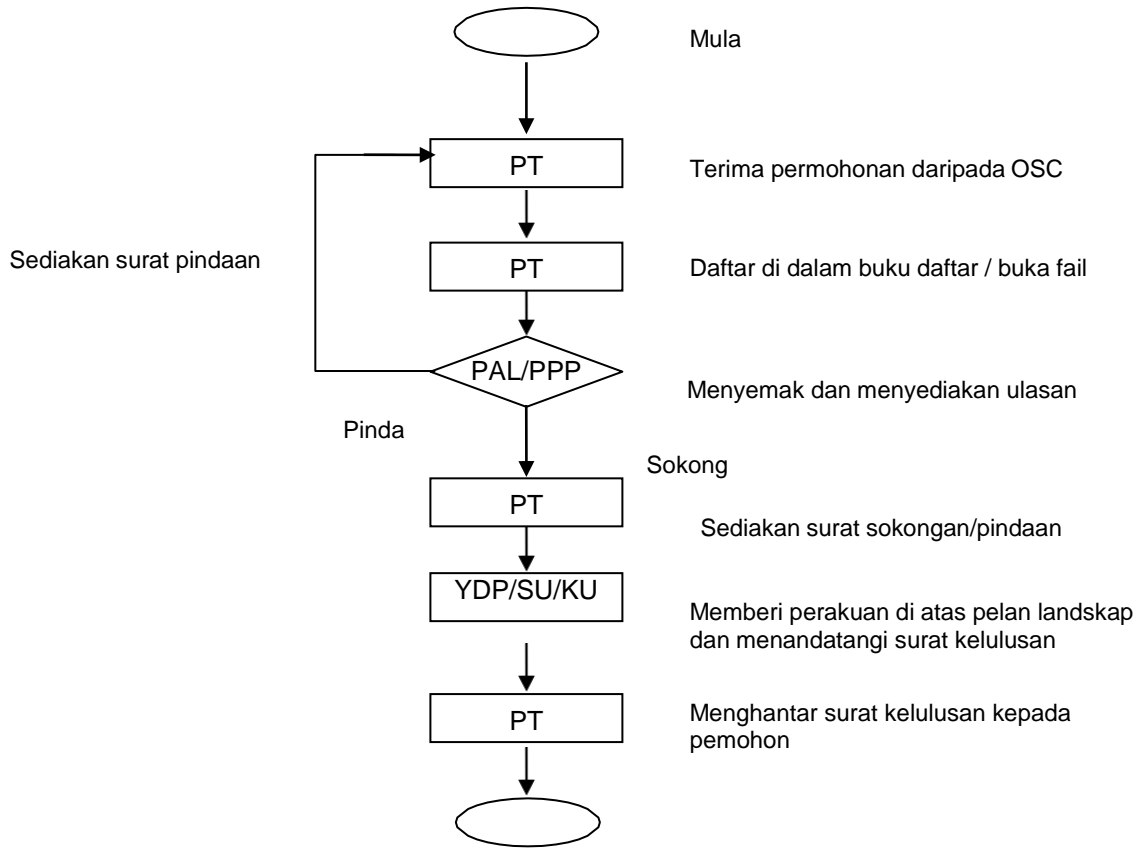 Mula
PT
Terima permohonan daripada OSC
Sediakan surat pindaan
PT
Daftar di dalam buku daftar / buka fail
PAL/PPP
Menyemak dan menyediakan ulasan
Pinda
Sokong
PT
Sediakan surat sokongan/pindaan
YDP/SU/KU
Memberi perakuan di atas pelan landskap
dan menandatangi surat kelulusan
PT
Menghantar surat kelulusan kepada
pemohon